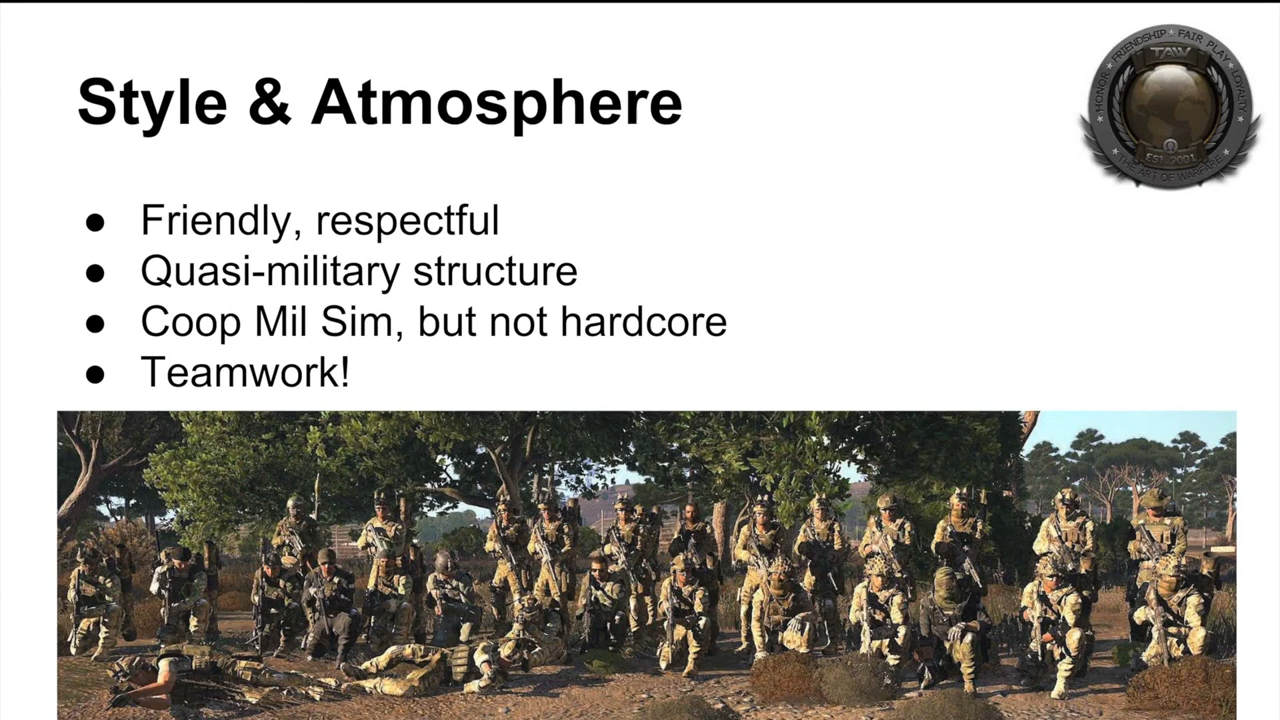 Style & Atmosphere
HONOR ★ FRIENDSHIP ★ FAIR PLAY ★ LOYALTY
TAW
EST. 2001
★ THE ART OF WARFARE ★
● Friendly, respectful
● Quasi-military structure
● Coop Mil Sim, but not hardcore
● Teamwork!